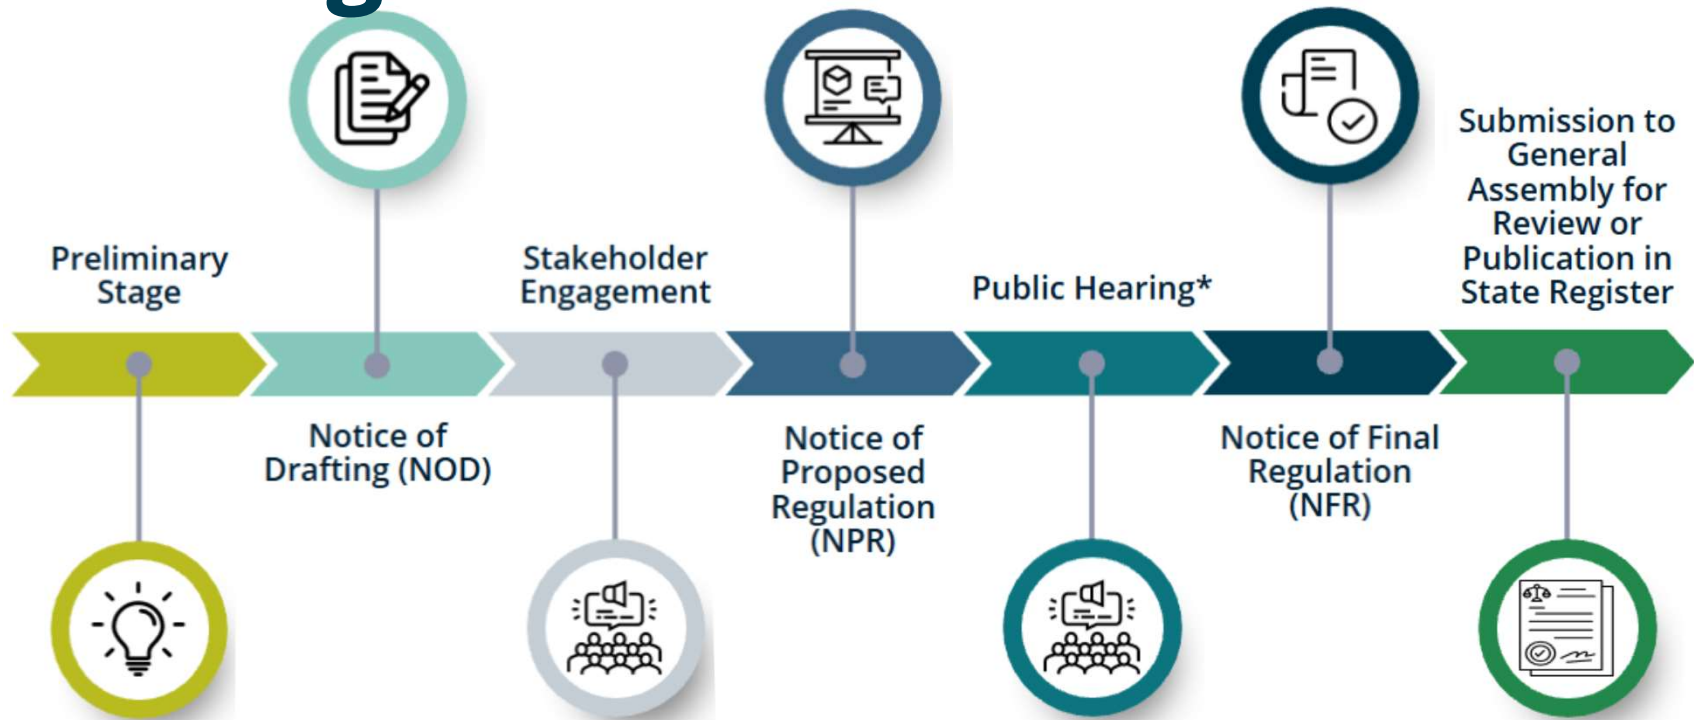 Preliminary
Stage
Notice of
Drafting (NOD)
Stakeholder
Engagement
Notice of
Proposed
Regulation
(NPR)
Public Hearing*
Notice of Final
Regulation
(NFR)
Submission to
General
Assembly for
Review or
Publication in
State Register